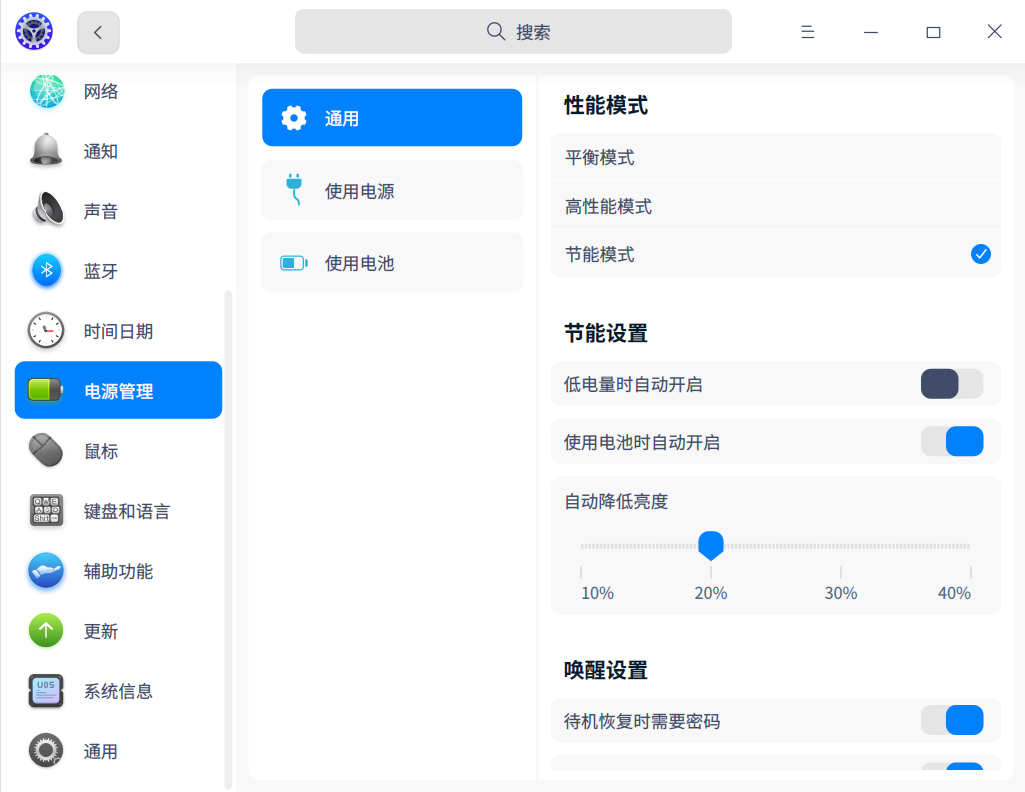 搜索
网络
通知
声音
蓝牙
时间日期
电源管理
鼠标
键盘和语言
辅助功能
更新
UOS
系统信息
通用
通用
使用电源
使用电池
性能模式
平衡模式
高性能模式
节能模式
节能设置
低电量时自动开启
使用电池时自动开启
自动降低亮度
10% 20% 30% 40%
唤醒设置
待机恢复时需要密码